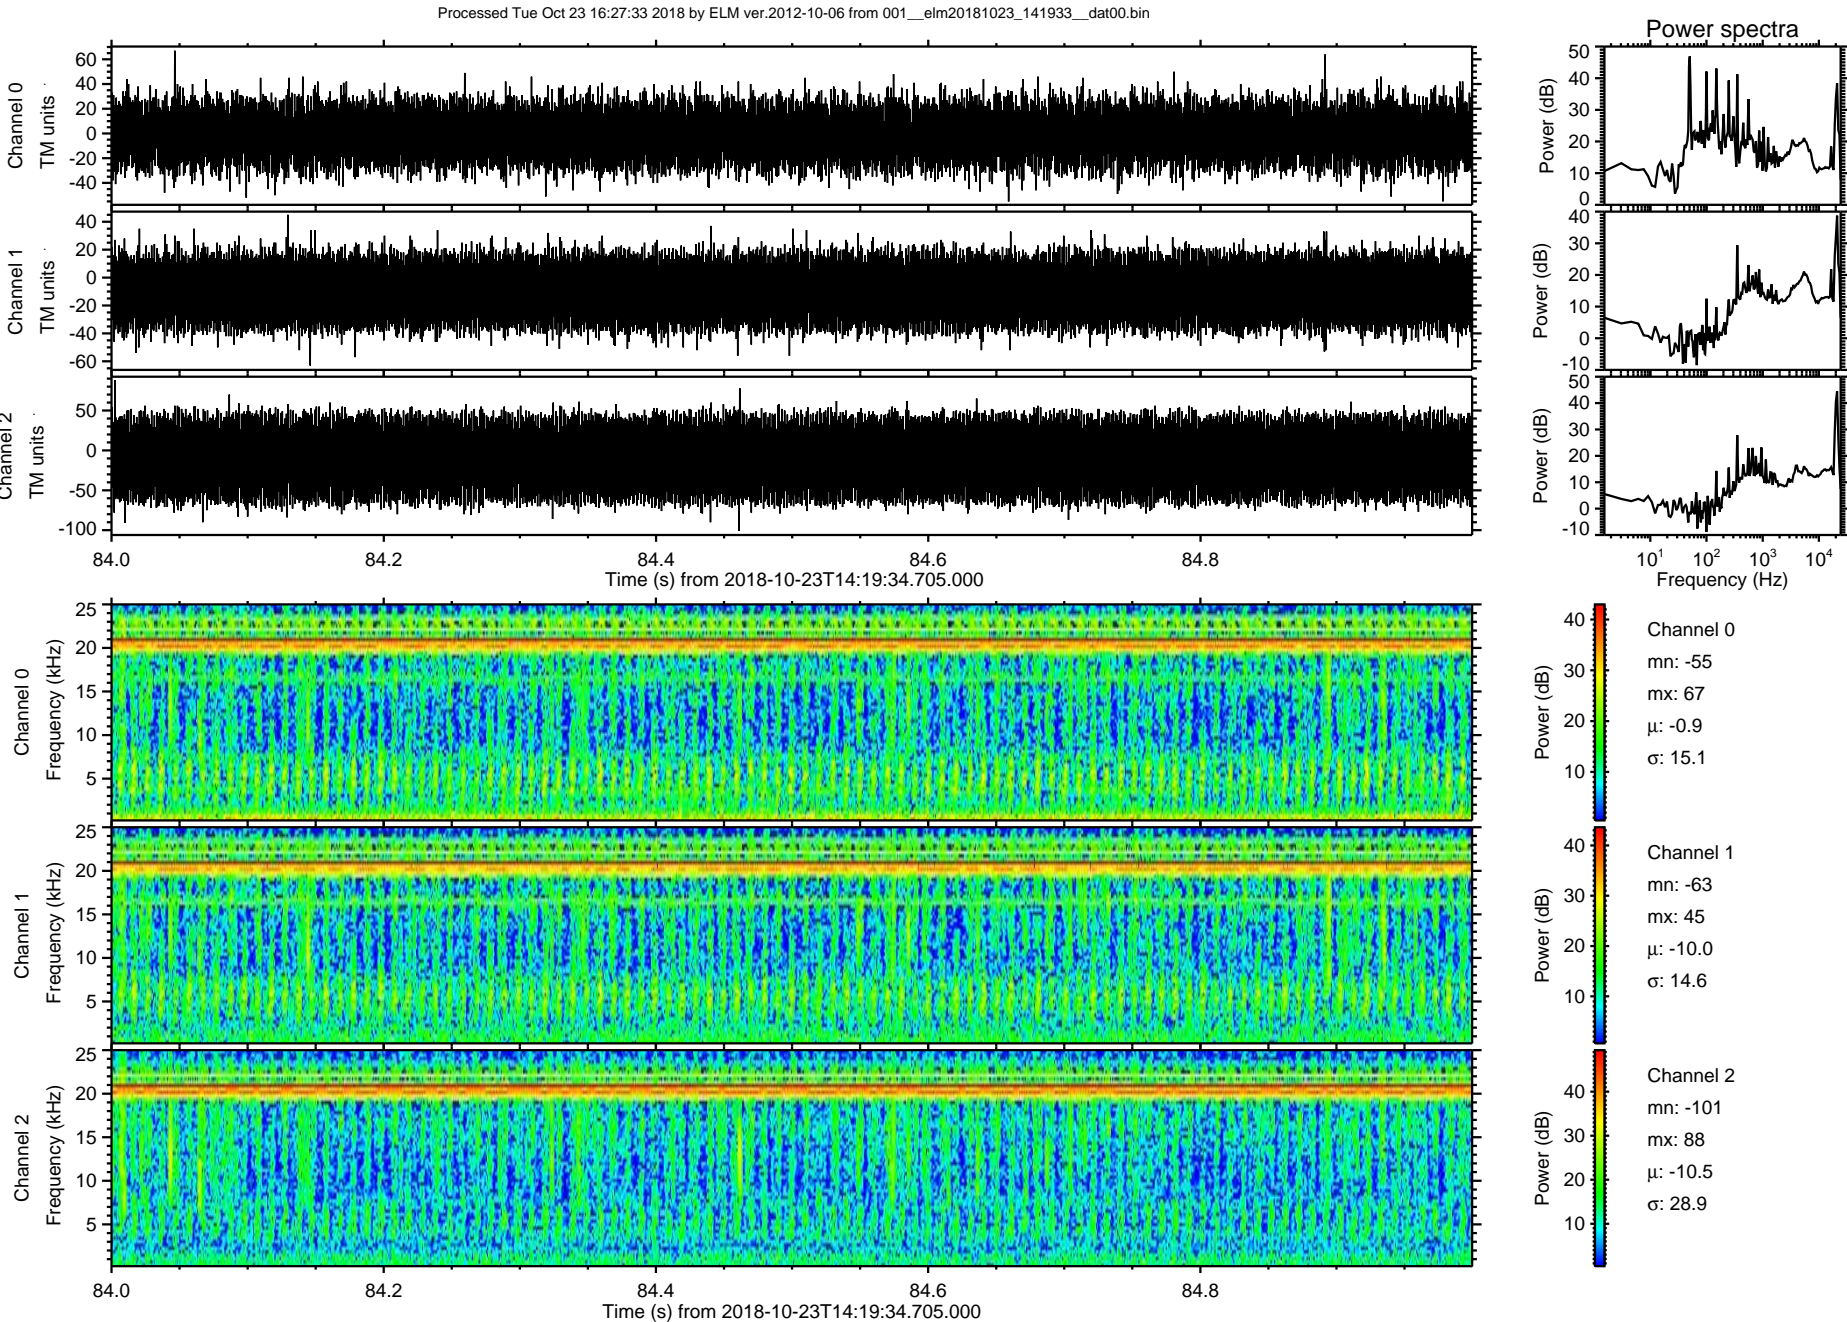 Processed Tue Oct 23 16:27:33 2018 by ELM ver.2012-10-06 from 001__elm20181023_141933__dat00.bin
Power spectra
Channel 0
TM units
60
40
20
0
-20
-40
Power (dB)
50
40
30
20
10
0
Channel 1
TM units
40
20
0
-20
-40
-60
Power (dB)
40
30
20
10
0
-10
Channel 2
TM units
50
0
-50
-100
Power (dB)
50
40
30
20
10
0
-10
84.0 84.2 84.4 84.6 84.8
Time (s) from 2018-10-23T14:19:34.705.000
10¹ 10² 10³ 10⁴
Frequency (Hz)
Channel 0
Frequency (kHz)
25
20
15
10
5
Power (dB)
40
30
20
10
Channel 0
mn: -55
mx: 67
μ: -0.9
σ: 15.1
Channel 1
Frequency (kHz)
25
20
15
10
5
Power (dB)
40
30
20
10
Channel 1
mn: -63
mx: 45
μ: -10.0
σ: 14.6
Channel 2
Frequency (kHz)
25
20
15
10
5
Power (dB)
40
30
20
10
Channel 2
mn: -101
mx: 88
μ: -10.5
σ: 28.9
84.0 84.2 84.4 84.6 84.8
Time (s) from 2018-10-23T14:19:34.705.000